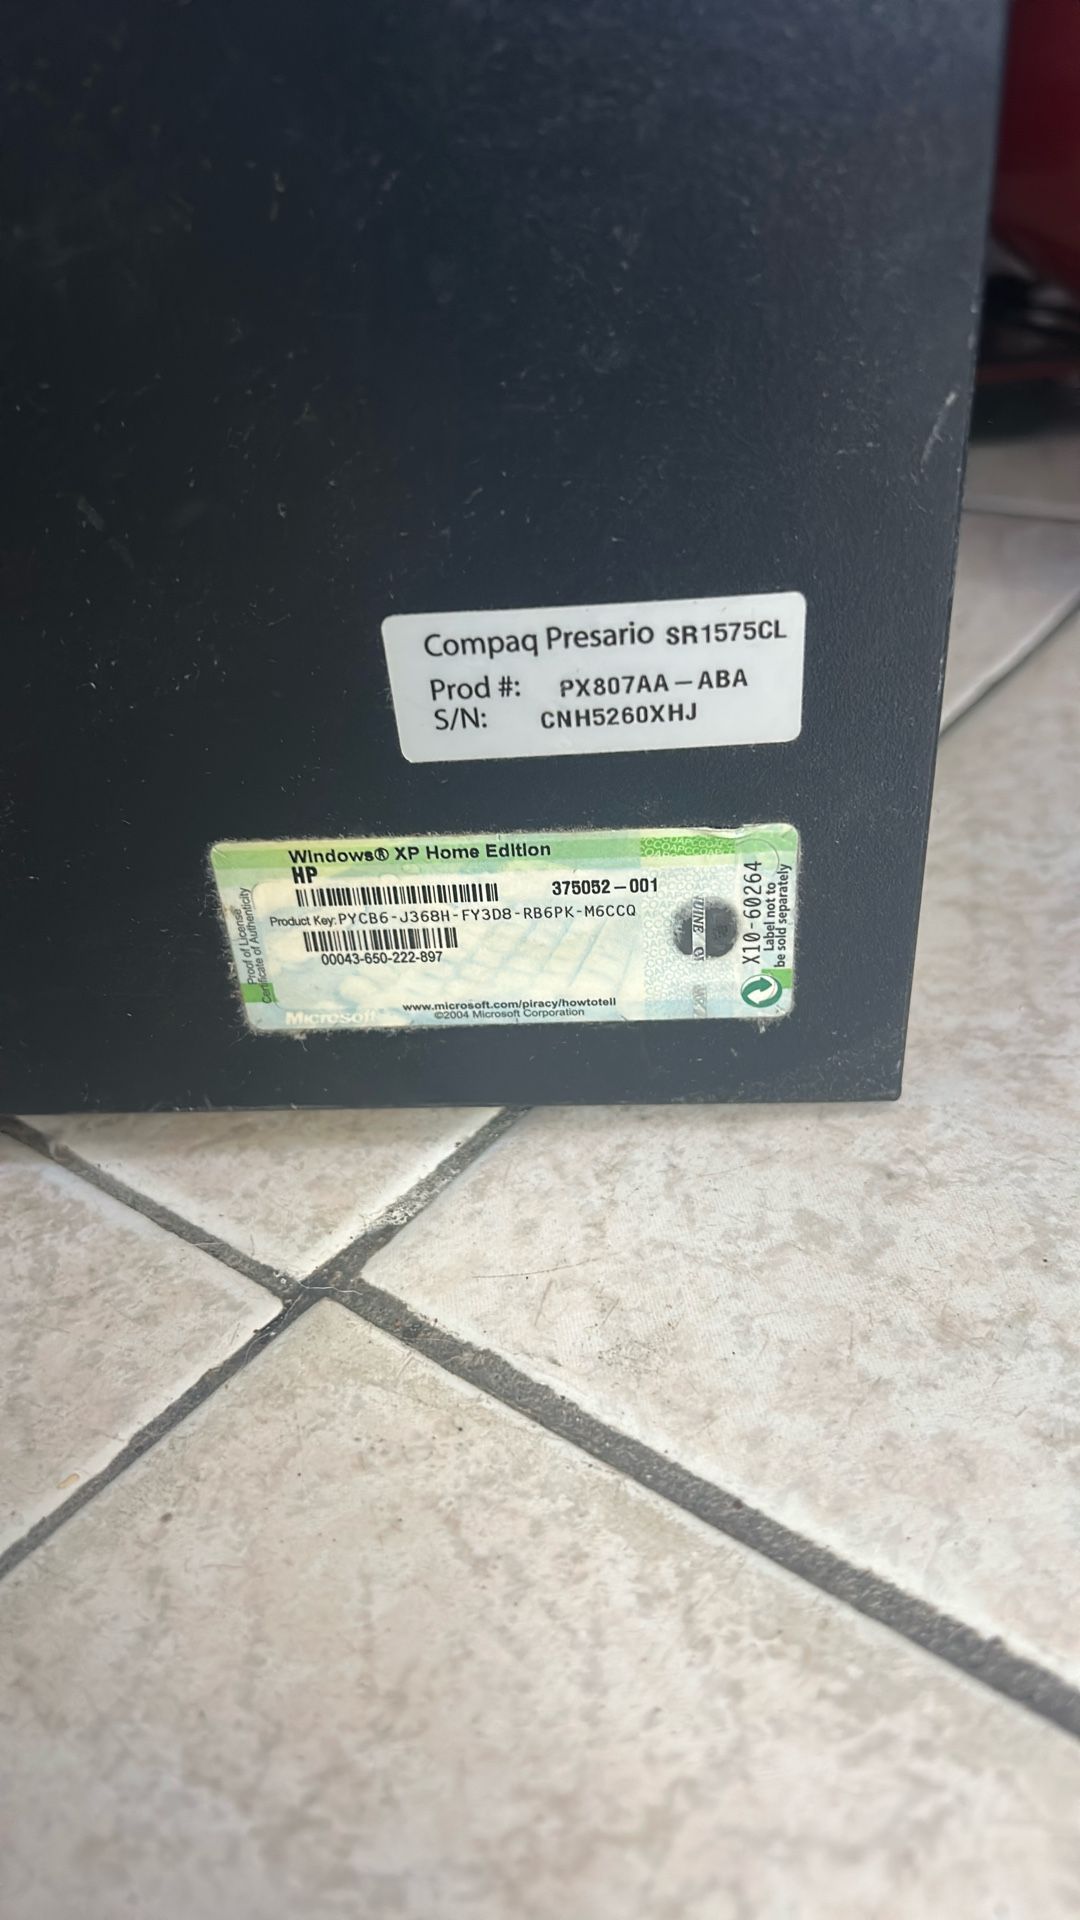 Compaq Presario SR1575CL
Prod #: PX807AA-ABA
S/N: CNH5260XHJ
Windows® XP Home Edition
HP
375052-001
Product Key: PYCB6-J368H-FY3D8-RB6PK-M6CCQ
00043-650-222-897
www.microsoft.com/piracy/howtotell
©2004 Microsoft Corporation
Microsoft
Proof of License
Certificate of Authenticity
X10-60264
Label not to
be sold separately